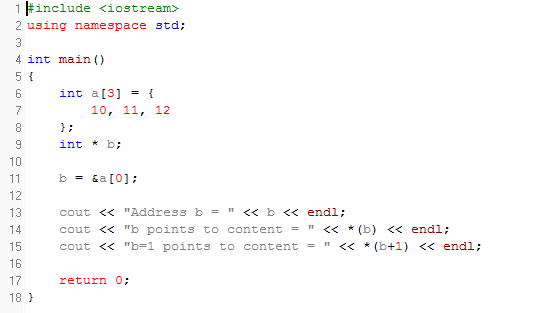 1 #include <iostream>
2 using namespace std;
3
4 int main()
5 {
6 int a[3] = {
7 10, 11, 12
8 };
9 int * b;
10
11 b = &a[0];
12
13 cout << "Address b = " << b << endl;
14 cout << "b points to content = " << *(b) << endl;
15 cout << "b=1 points to content = " << *(b+1) << endl;
16
17 return 0;
18 }